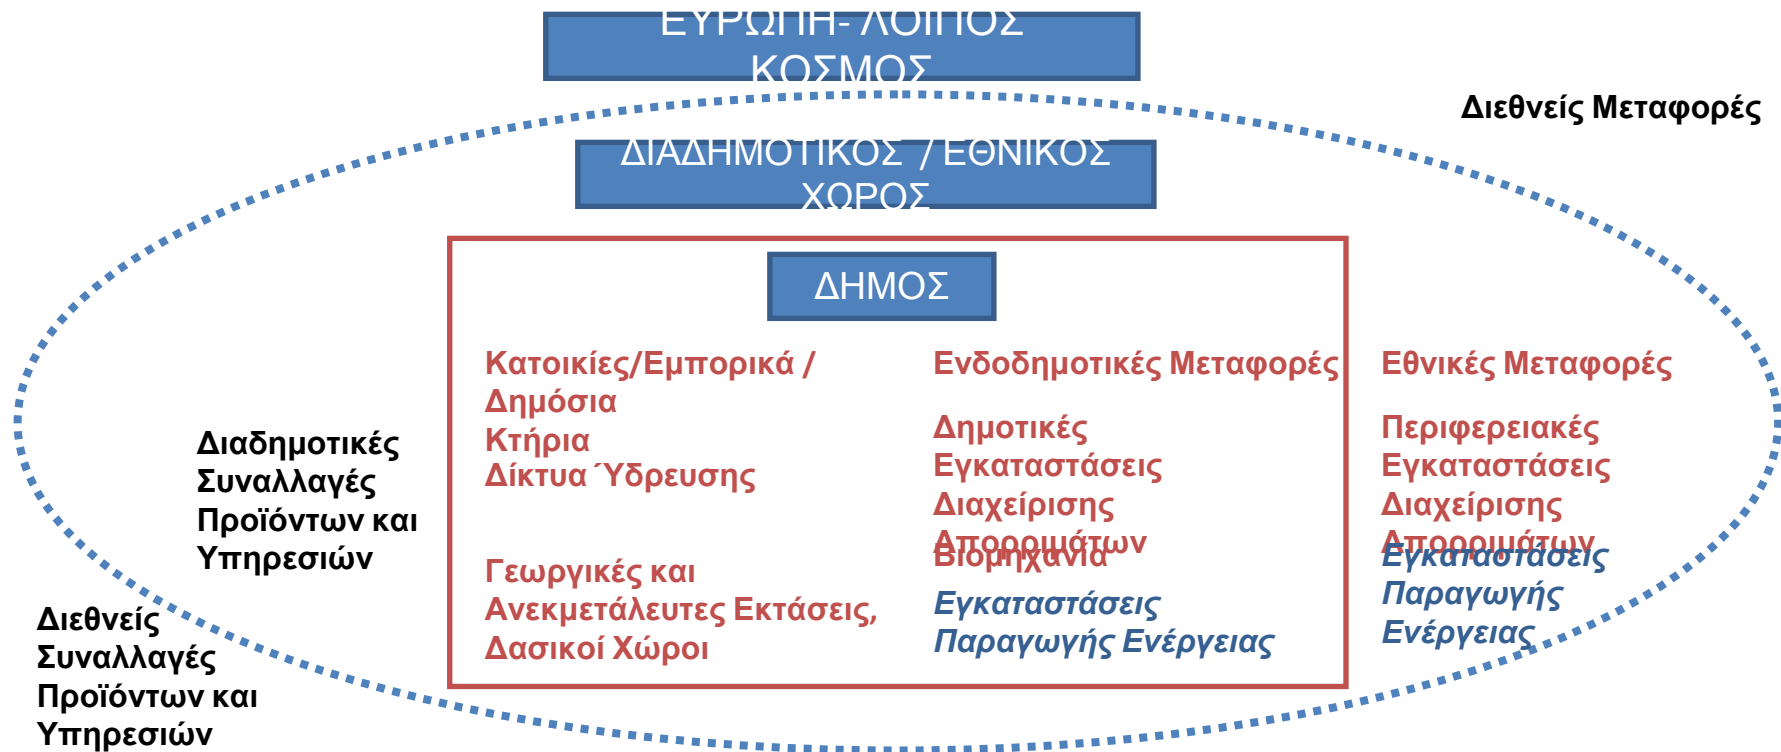 ΕΥΡΩΠΗ- ΛΟΙΠΟΣ
ΚΟΣΜΟΣ
Διεθνείς Μεταφορές
ΔΙΑΔΗΜΟΤΙΚΟΣ / ΕΘΝΙΚΟΣ
ΧΩΡΟΣ
ΔΗΜΟΣ
Κατοικίες/Εμπορικά /
Δημόσια
Κτήρια
Δίκτυα Ύδρευσης
Γεωργικές και
Ανεκμετάλευτες Εκτάσεις,
Δασικοί Χώροι
Ενδοδημοτικές Μεταφορές
Δημοτικές
Εγκαταστάσεις
Διαχείρισης
Απορριμάτων
Βιομηχανία
Εγκαταστάσεις
Παραγωγής Ενέργειας
Εθνικές Μεταφορές
Περιφερειακές
Εγκαταστάσεις
Διαχείρισης
Απορριμάτων
Εγκαταστάσεις
Παραγωγής
Ενέργειας
Διαδημοτικές
Συναλλαγές
Προϊόντων και
Υπηρεσιών
Διεθνείς
Συναλλαγές
Προϊόντων και
Υπηρεσιών